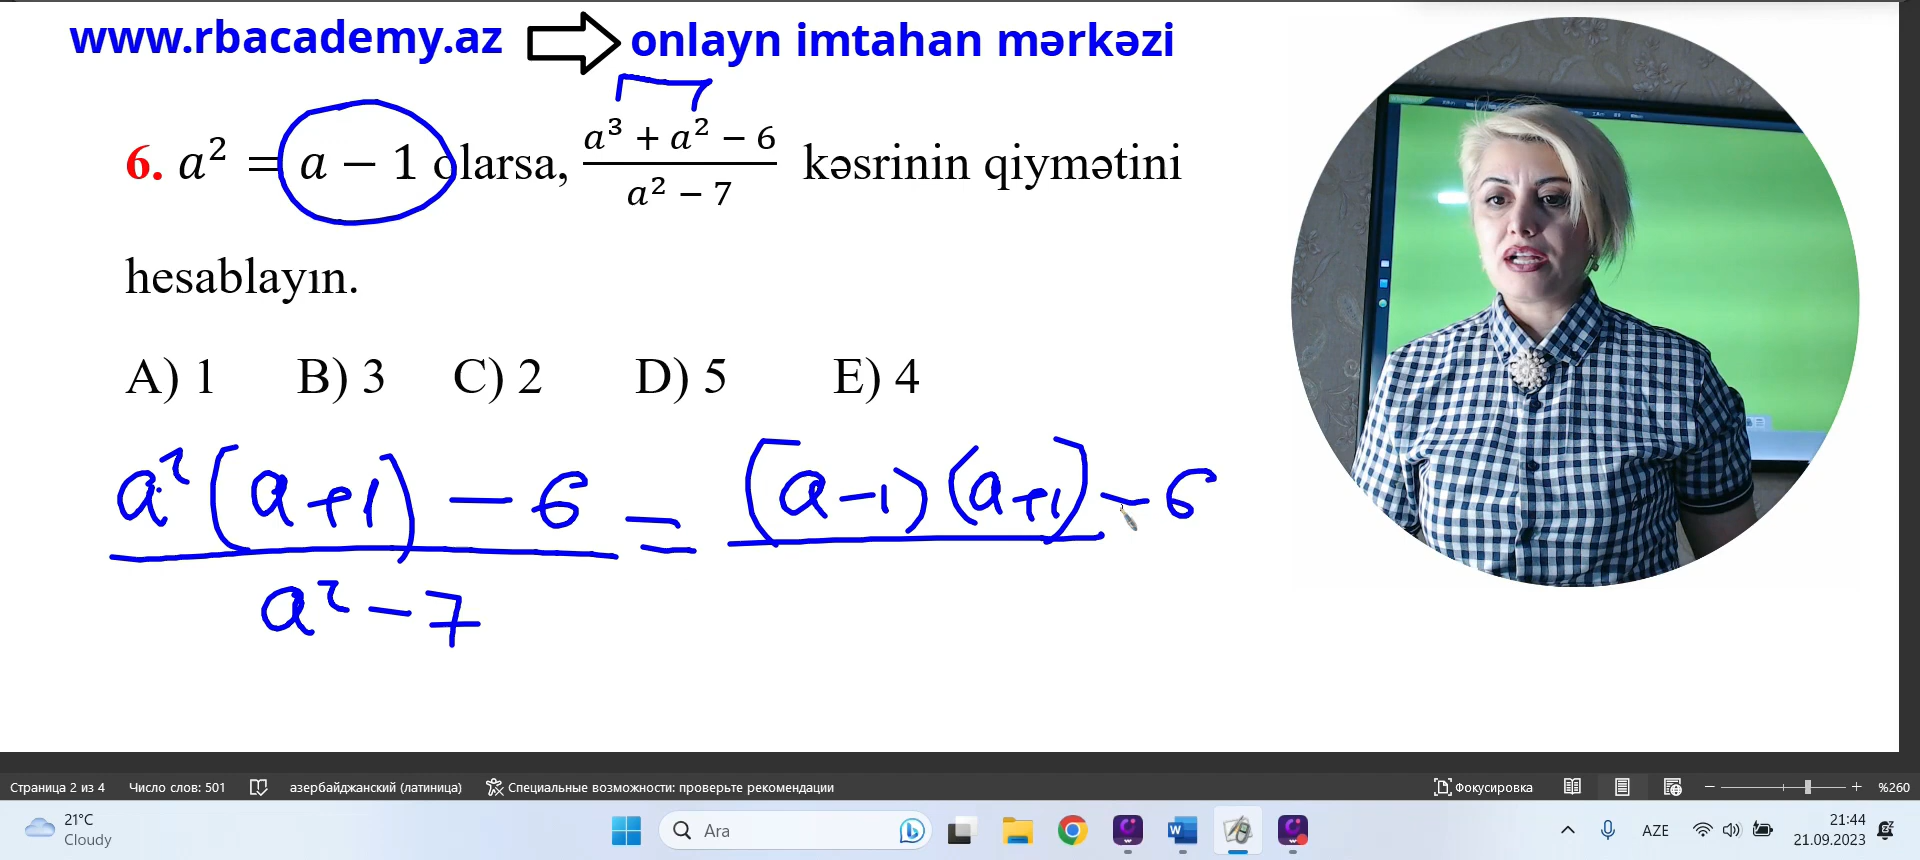 www.rbacademy.az ⇒ onlayn imtahan mərkəzi
6. a² = a − 1 olarsa, (a³ + a² − 6)/(a² − 7) kəsrinin qiymətini
hesablayın.
A) 1 B) 3 C) 2 D) 5 E) 4
a²(a+1) − 6 = (a−1)(a+1) − 6
a² − 7
Страница 2 из 4 Число слов: 501 азербайджанский (латиница) Специальные возможности: проверьте рекомендации Фокусировка %260
21°C
Cloudy
Ara
AZE
21:44
21.09.2023